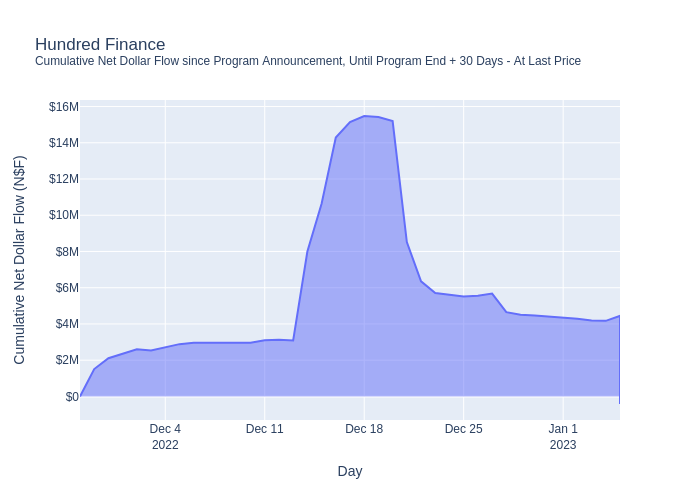 Hundred Finance
Cumulative Net Dollar Flow since Program Announcement, Until Program End + 30 Days - At Last Price
Cumulative Net Dollar Flow (N$F)
$16M
$14M
$12M
$10M
$8M
$6M
$4M
$2M
$0
Dec 4
2022
Dec 11
Dec 18
Dec 25
Jan 1
2023
Day